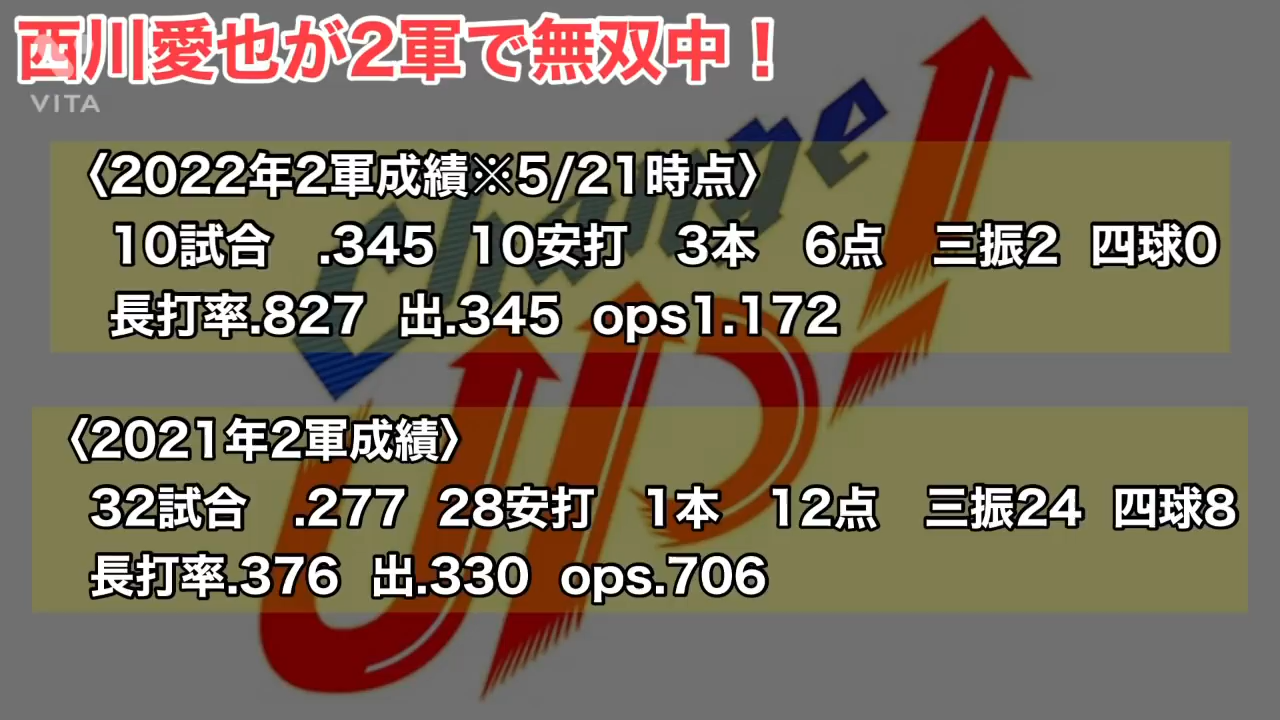 西川愛也が2軍で無双中！
VITA
〈2022年2軍成績※5/21時点〉
10試合　.345　10安打　3本　6点　三振2　四球0
長打率.827　出.345　ops1.172
〈2021年2軍成績〉
32試合　.277　28安打　1本　12点　三振24　四球8
長打率.376　出.330　ops.706
Change
UP!